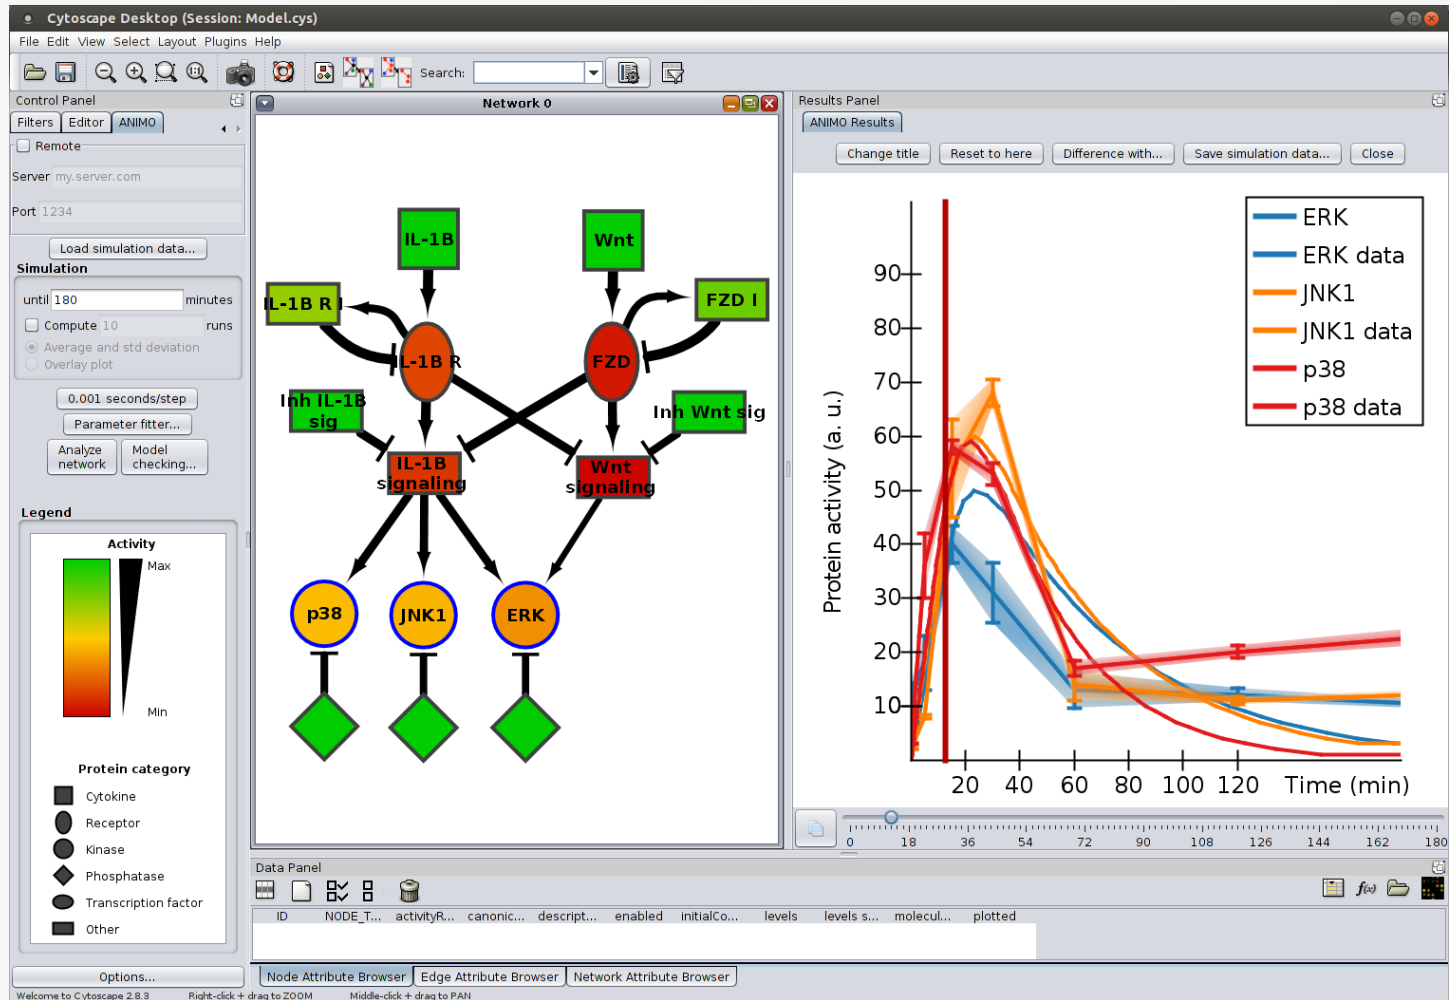 Cytoscape Desktop (Session: Model.cys)
File Edit View Select Layout Plugins Help
Search:
Control Panel
Filters Editor ANIMO
Remote
Server my.server.com
Port 1234
Load simulation data...
Simulation
until 180 minutes
Compute 10 runs
Average and std deviation
Overlay plot
0.001 seconds/step
Parameter fitter...
Analyze network
Model checking...
Legend
Activity
Max
Min
Protein category
Cytokine
Receptor
Kinase
Phosphatase
Transcription factor
Other
Options...
Network 0
IL-1B
Wnt
IL-1B R I
FZD I
IL-1B R
FZD
Inh IL-1B
sig
Inh Wnt sig
IL-1B
signaling
Wnt
signaling
p38
JNK1
ERK
Results Panel
ANIMO Results
Change title Reset to here Difference with... Save simulation data... Close
ERK
ERK data
JNK1
JNK1 data
p38
p38 data
Protein activity (a. u.)
90
80
70
60
50
40
30
20
10
20 40 60 80 100 120 Time (min)
0 18 36 54 72 90 108 126 144 162 180
Data Panel
f(x)
ID NODE_T... activityR... canonic... descript... enabled initialCo... levels levels s... molecul... plotted
Node Attribute Browser Edge Attribute Browser Network Attribute Browser
Welcome to Cytoscape 2.8.3 Right-click + drag to ZOOM Middle-click + drag to PAN